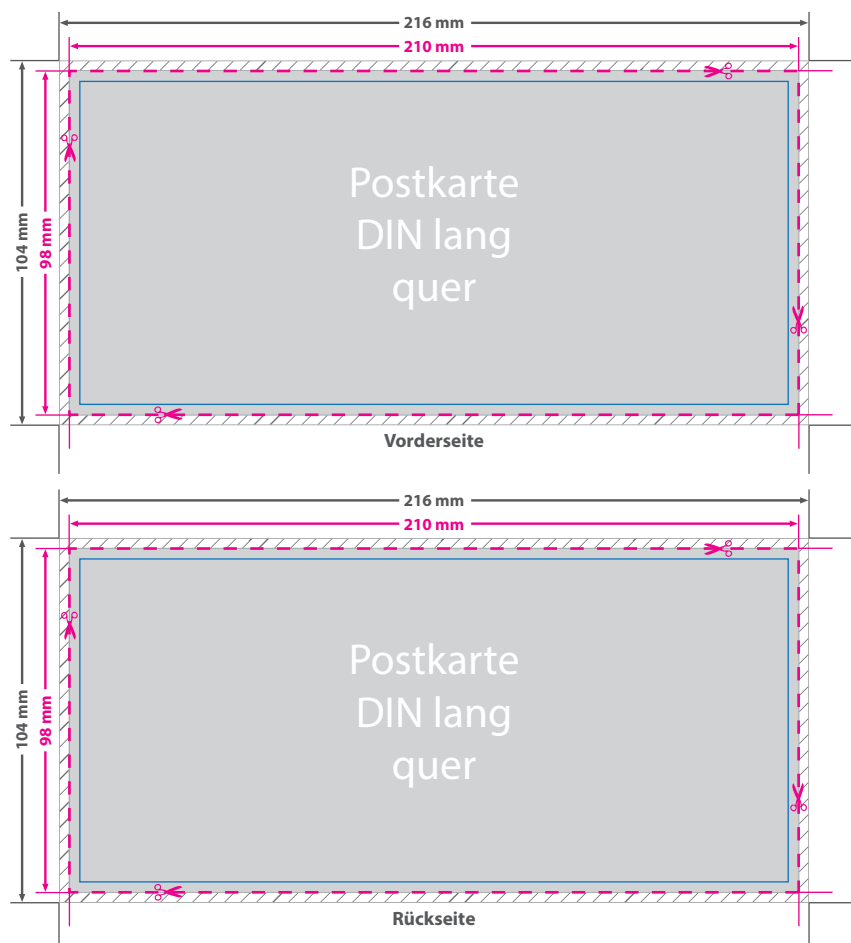 216 mm
210 mm
104 mm
98 mm
Postkarte
DIN lang
quer
Vorderseite
216 mm
210 mm
104 mm
98 mm
Postkarte
DIN lang
quer
Rückseite